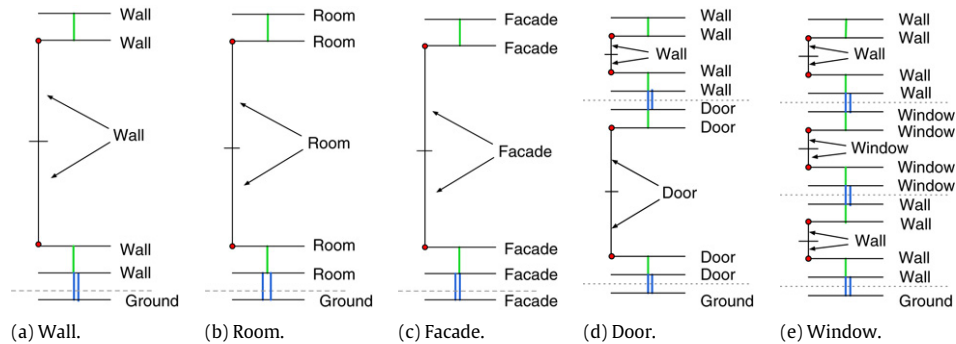 Wall
Wall
Wall
Wall
Wall
Ground
(a) Wall.
Room
Room
Room
Room
Room
Ground
(b) Room.
Facade
Facade
Facade
Facade
Facade
Facade
(c) Facade.
Wall
Wall
Wall
Wall
Wall
Door
Door
Door
Door
Door
Ground
(d) Door.
Wall
Wall
Wall
Wall
Wall
Window
Window
Window
Window
Window
Wall
Wall
Wall
Wall
Wall
Ground
(e) Window.